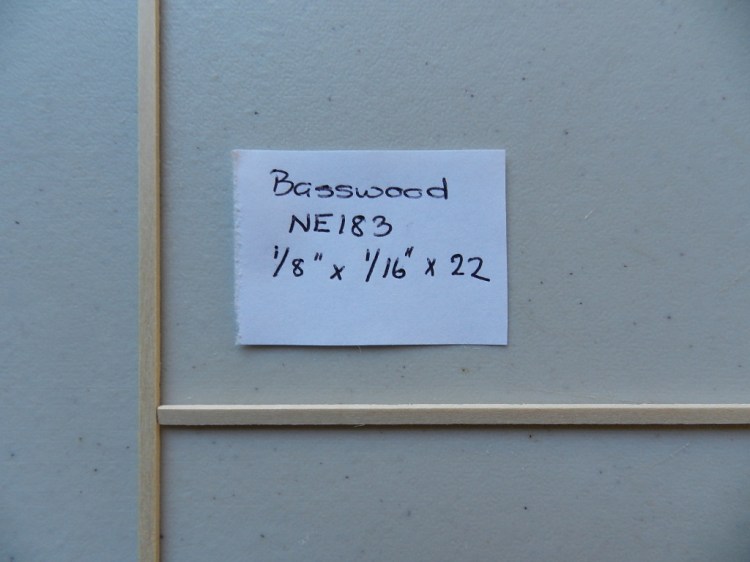 Basswood
NE183
1/8" x 1/16" x 22